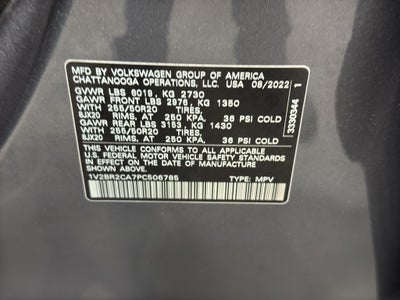 MFD BY VOLKSWAGEN GROUP OF AMERICA
CHATTANOOGA OPERATIONS, LLC. USA 08/2022
GVWR LBS 6019, KG 2730
GAWR FRONT LBS 2976, KG 1350
WITH 255/50R20 TIRES,
8JX20 RIMS, AT 250 KPA, 36 PSI COLD
GAWR REAR LBS 3153, KG 1430
WITH 255/50R20 TIRES,
8JX20 RIMS, AT 250 KPA, 36 PSI COLD
THIS VEHICLE CONFORMS TO ALL APPLICABLE
U.S. FEDERAL MOTOR VEHICLE SAFETY STANDARDS
IN EFFECT ON THE DATE OF MANUFACTURE
SHOWN ABOVE.
1V2BR2CA7PC506785 TYPE: MPV
3330344 1